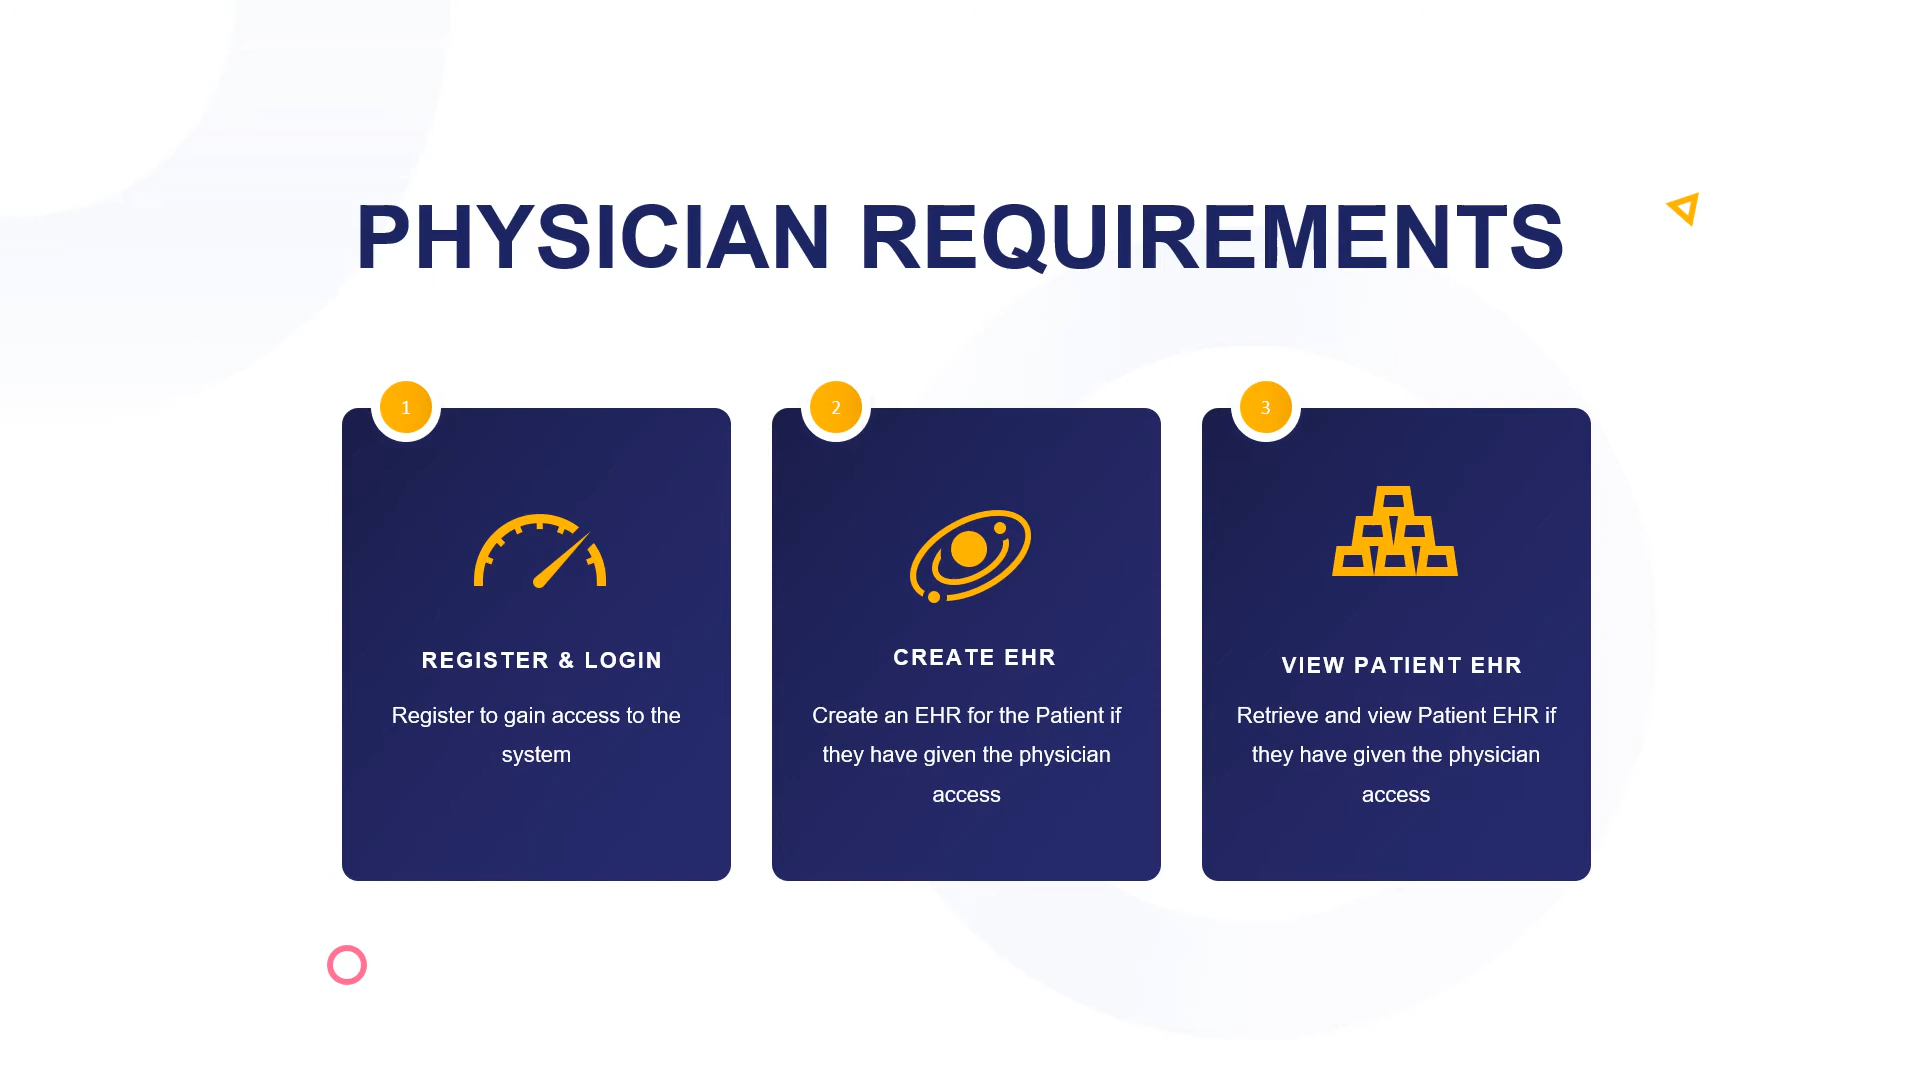 PHYSICIAN REQUIREMENTS
1
REGISTER & LOGIN
Register to gain access to the
system
2
CREATE EHR
Create an EHR for the Patient if
they have given the physician
access
3
VIEW PATIENT EHR
Retrieve and view Patient EHR if
they have given the physician
access